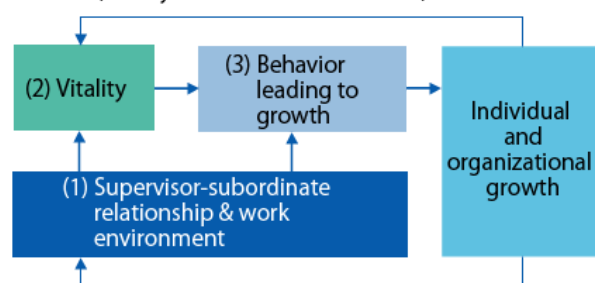 (2) Vitality
(3) Behavior
leading to
growth
Individual
and
organizational
growth
(1) Supervisor-subordinate
relationship & work
environment